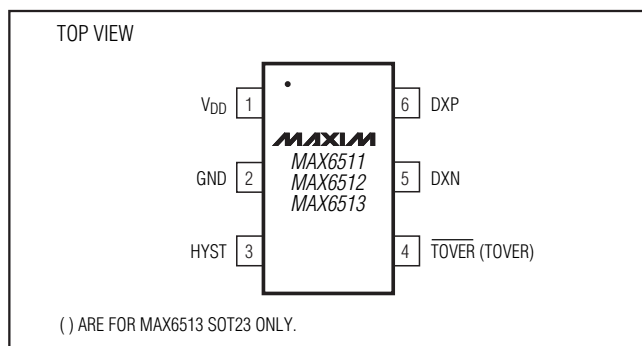 TOP VIEW
VDD 1
6 DXP
MAXIM
MAX6511
MAX6512
MAX6513
GND 2
5 DXN
HYST 3
4 TOVER (TOVER)
( ) ARE FOR MAX6513 SOT23 ONLY.